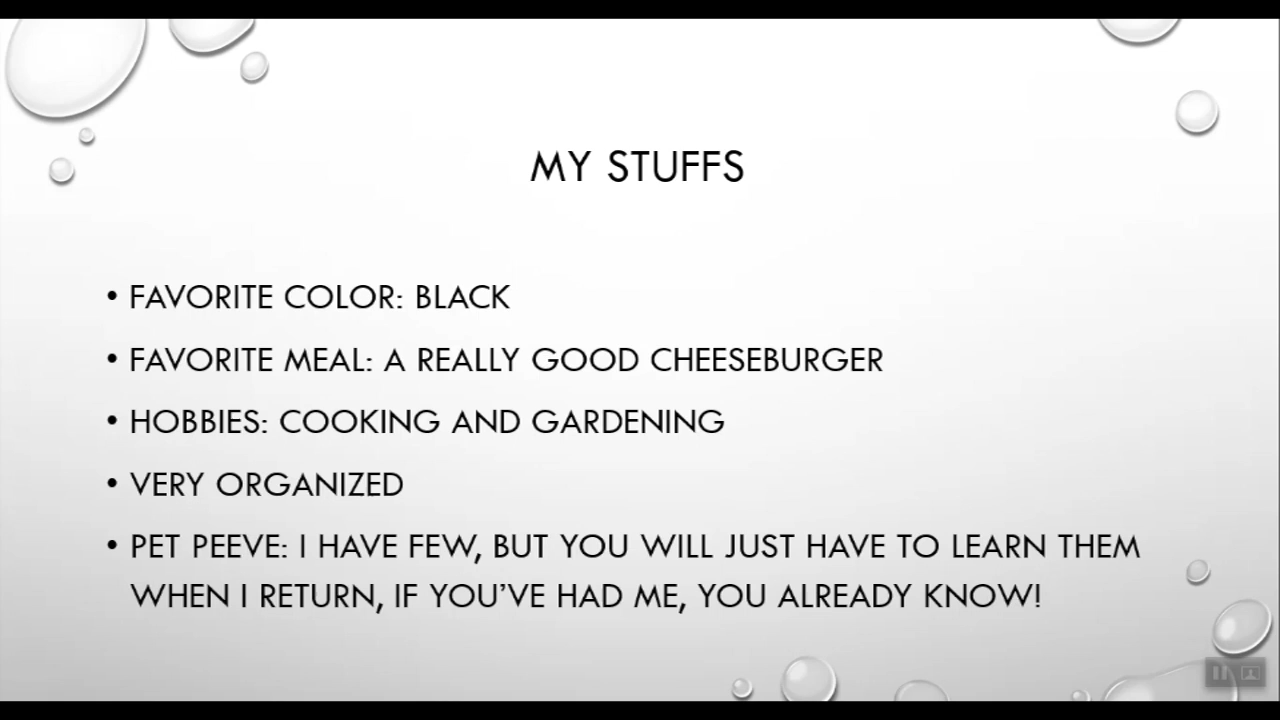 MY STUFFS
• FAVORITE COLOR: BLACK
• FAVORITE MEAL: A REALLY GOOD CHEESEBURGER
• HOBBIES: COOKING AND GARDENING
• VERY ORGANIZED
• PET PEEVE: I HAVE FEW, BUT YOU WILL JUST HAVE TO LEARN THEM
WHEN I RETURN, IF YOU’VE HAD ME, YOU ALREADY KNOW!